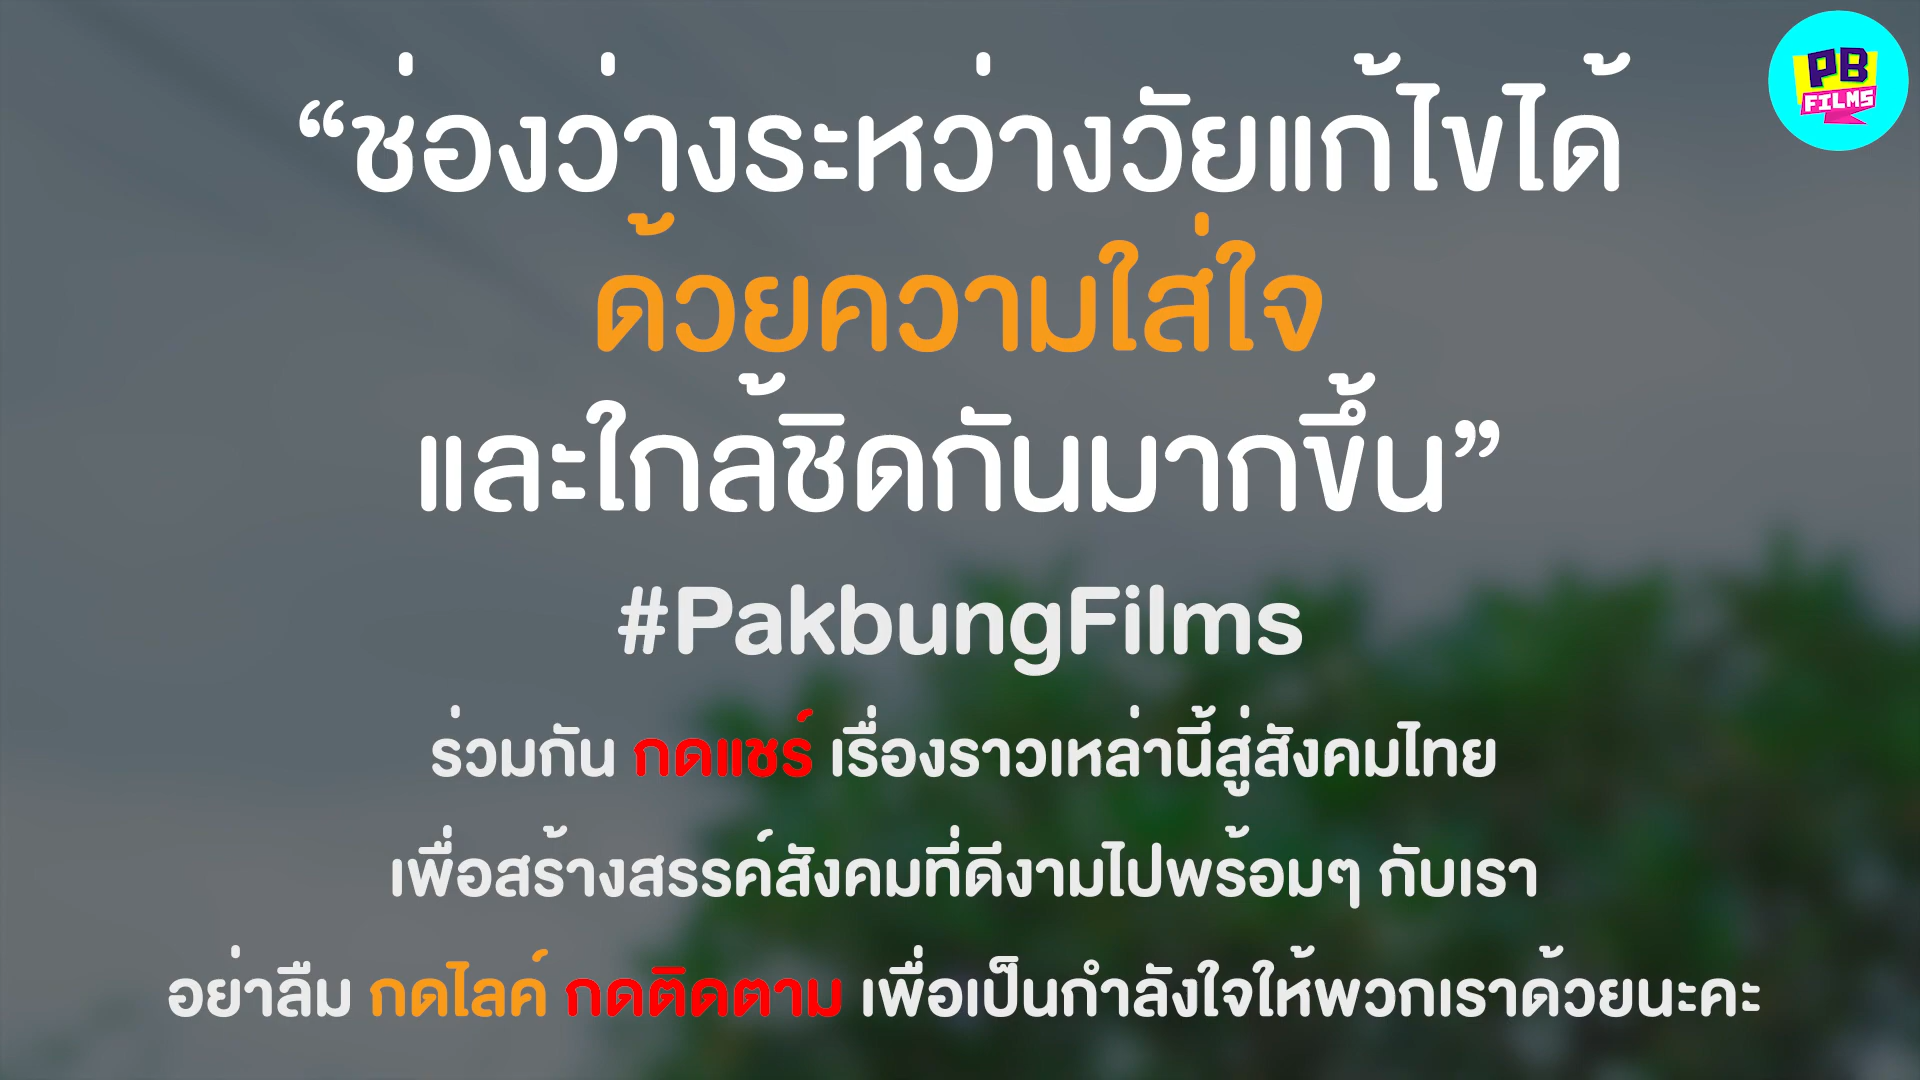 PB
FILMS
“ช่องว่างระหว่างวัยแก้ไขได้
ด้วยความใส่ใจ
และใกล้ชิดกันมากขึ้น”
#PakbungFilms
ร่วมกัน กดแชร์ เรื่องราวเหล่านี้สู่สังคมไทย
เพื่อสร้างสรรค์สังคมที่ดีงามไปพร้อมๆ กับเรา
อย่าลืม กดไลค์ กดติดตาม เพื่อเป็นกำลังใจให้พวกเราด้วยนะคะ